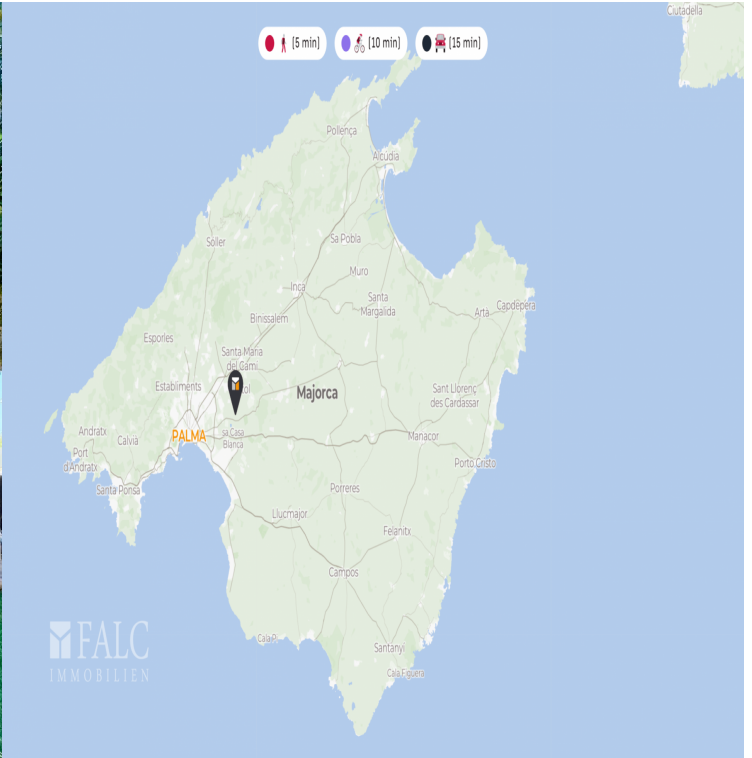 Ciutadella
[5 min]
[10 min]
[15 min]
Pollença
Alcúdia
Sóller
Sa Pobla
Muro
Inca
Santa
Margalida
Artà
Capdepera
Binissalem
Esporles
Santa Maria
del Camí
Establiments
Majorca
Sant Llorenç
des Cardassar
PALMA
sa Casa
Blanca
Andratx
Calvià
Manacor
Port
d'Andratx
Porto Cristo
Santa Ponsa
Porreres
Llucmajor
Felanitx
Campos
Cala Pi
Santanyí
Cala Figuera
FALC
IMMOBILIEN